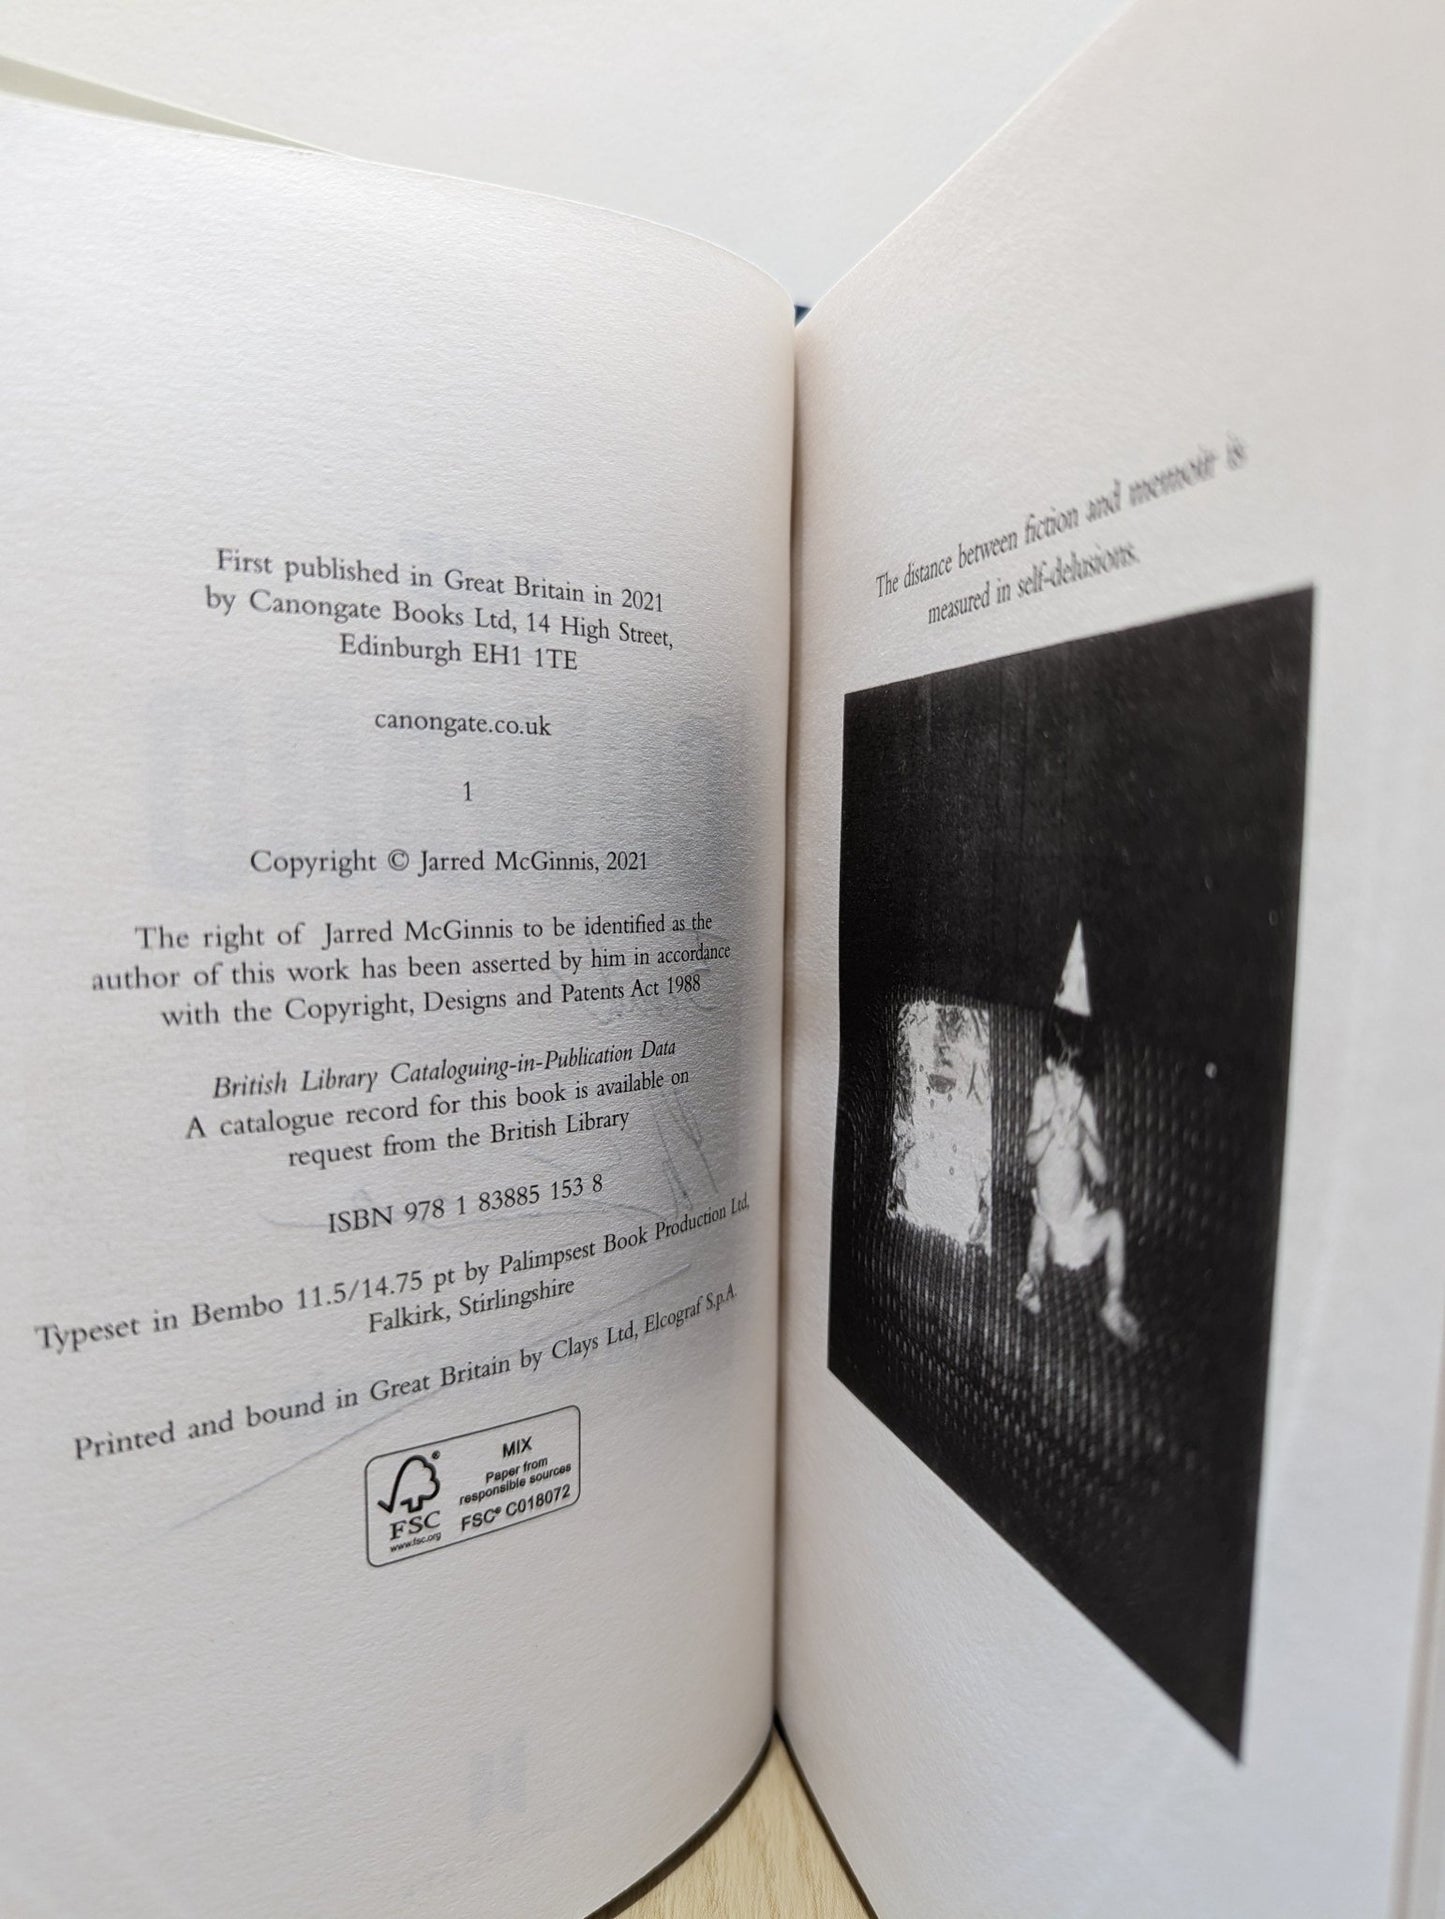 First published in Great Britain in 2021
by Canongate Books Ltd, 14 High Street,
Edinburgh EH1 1TE
canongate.co.uk
1
Copyright © Jarred McGinnis, 2021
The right of Jarred McGinnis to be identified as the
author of this work has been asserted by him in accordance
with the Copyright, Designs and Patents Act 1988
British Library Cataloguing-in-Publication Data
A catalogue record for this book is available on
request from the British Library
ISBN 978 1 83885 153 8
Typeset in Bembo 11.5/14.75 pt by Palimpsest Book Production Ltd,
Falkirk, Stirlingshire
Printed and bound in Great Britain by Clays Ltd, Elcograf S.p.A.
®
FSC
www.fsc.org
MIX
Paper from
responsible sources
FSC® C018072
The distance between fiction and memoir is
measured in self-delusions.